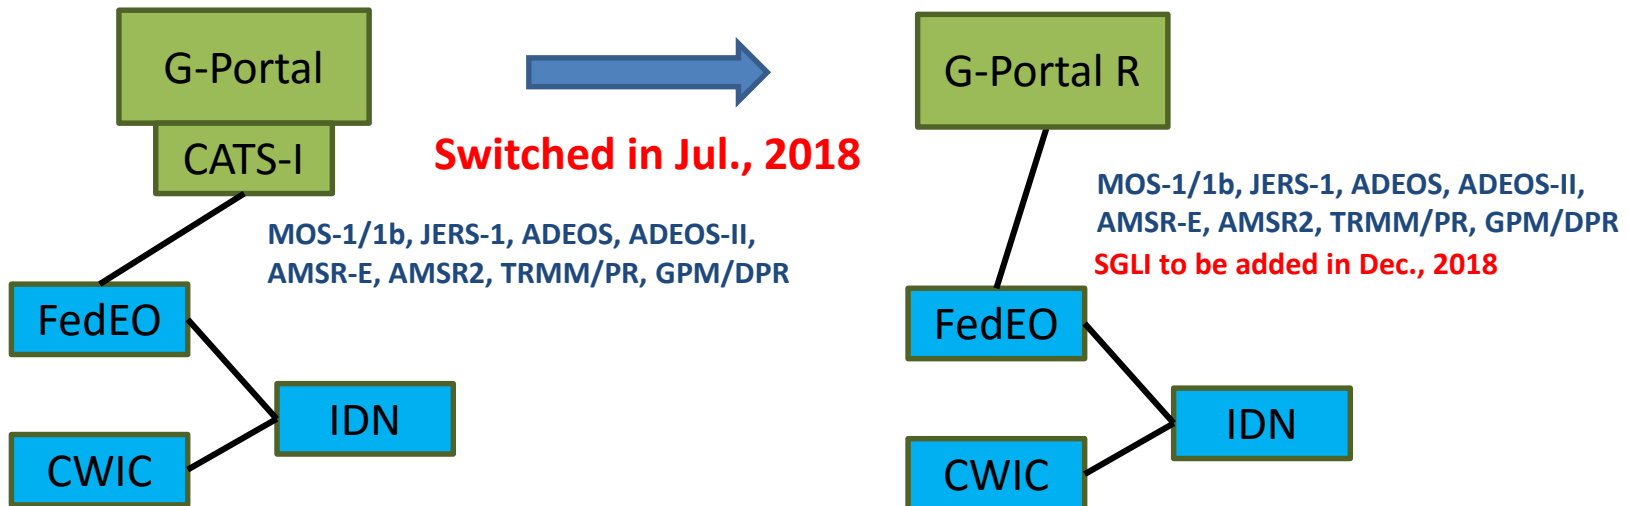 G-Portal
CATS-I
Switched in Jul., 2018
MOS-1/1b, JERS-1, ADEOS, ADEOS-II,
AMSR-E, AMSR2, TRMM/PR, GPM/DPR
FedEO
IDN
CWIC
G-Portal R
MOS-1/1b, JERS-1, ADEOS, ADEOS-II,
AMSR-E, AMSR2, TRMM/PR, GPM/DPR
SGLI to be added in Dec., 2018
FedEO
IDN
CWIC